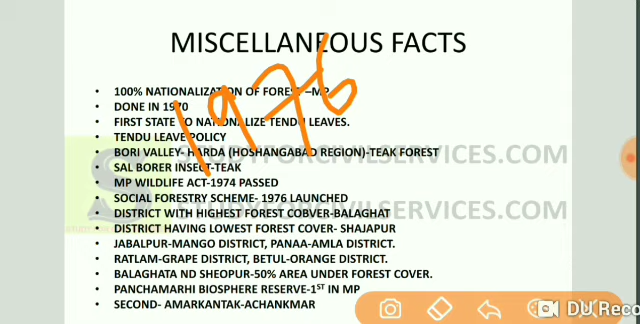 MISCELLANEOUS FACTS
1976
• 100% NATIONALIZATION OF FOREST –MP
• DONE IN 1970
• FIRST STATE TO NATIONALIZE TENDU LEAVES.
• TENDU LEAVE POLICY
• BORI VALLEY- HARDA (HOSHANGABAD REGION)-TEAK FOREST
• SAL BORER INSECT-TEAK
• MP WILDLIFE ACT-1974 PASSED
• SOCIAL FORESTRY SCHEME- 1976 LAUNCHED
• DISTRICT WITH HIGHEST FOREST COBVER-BALAGHAT
• DISTRICT HAVING LOWEST FOREST COVER- SHAJAPUR
• JABALPUR-MANGO DISTRICT, PANAA-AMLA DISTRICT.
• RATLAM-GRAPE DISTRICT, BETUL-ORANGE DISTRICT.
• BALAGHATA ND SHEOPUR-50% AREA UNDER FOREST COVER.
• PANCHAMARHI BIOSPHERE RESERVE-1ST IN MP
• SECOND- AMARKANTAK-ACHANKMAR
STUDYFORCIVILSERVICES.COM
STUDYFORCIVILSERVICES.COM
DU Reco